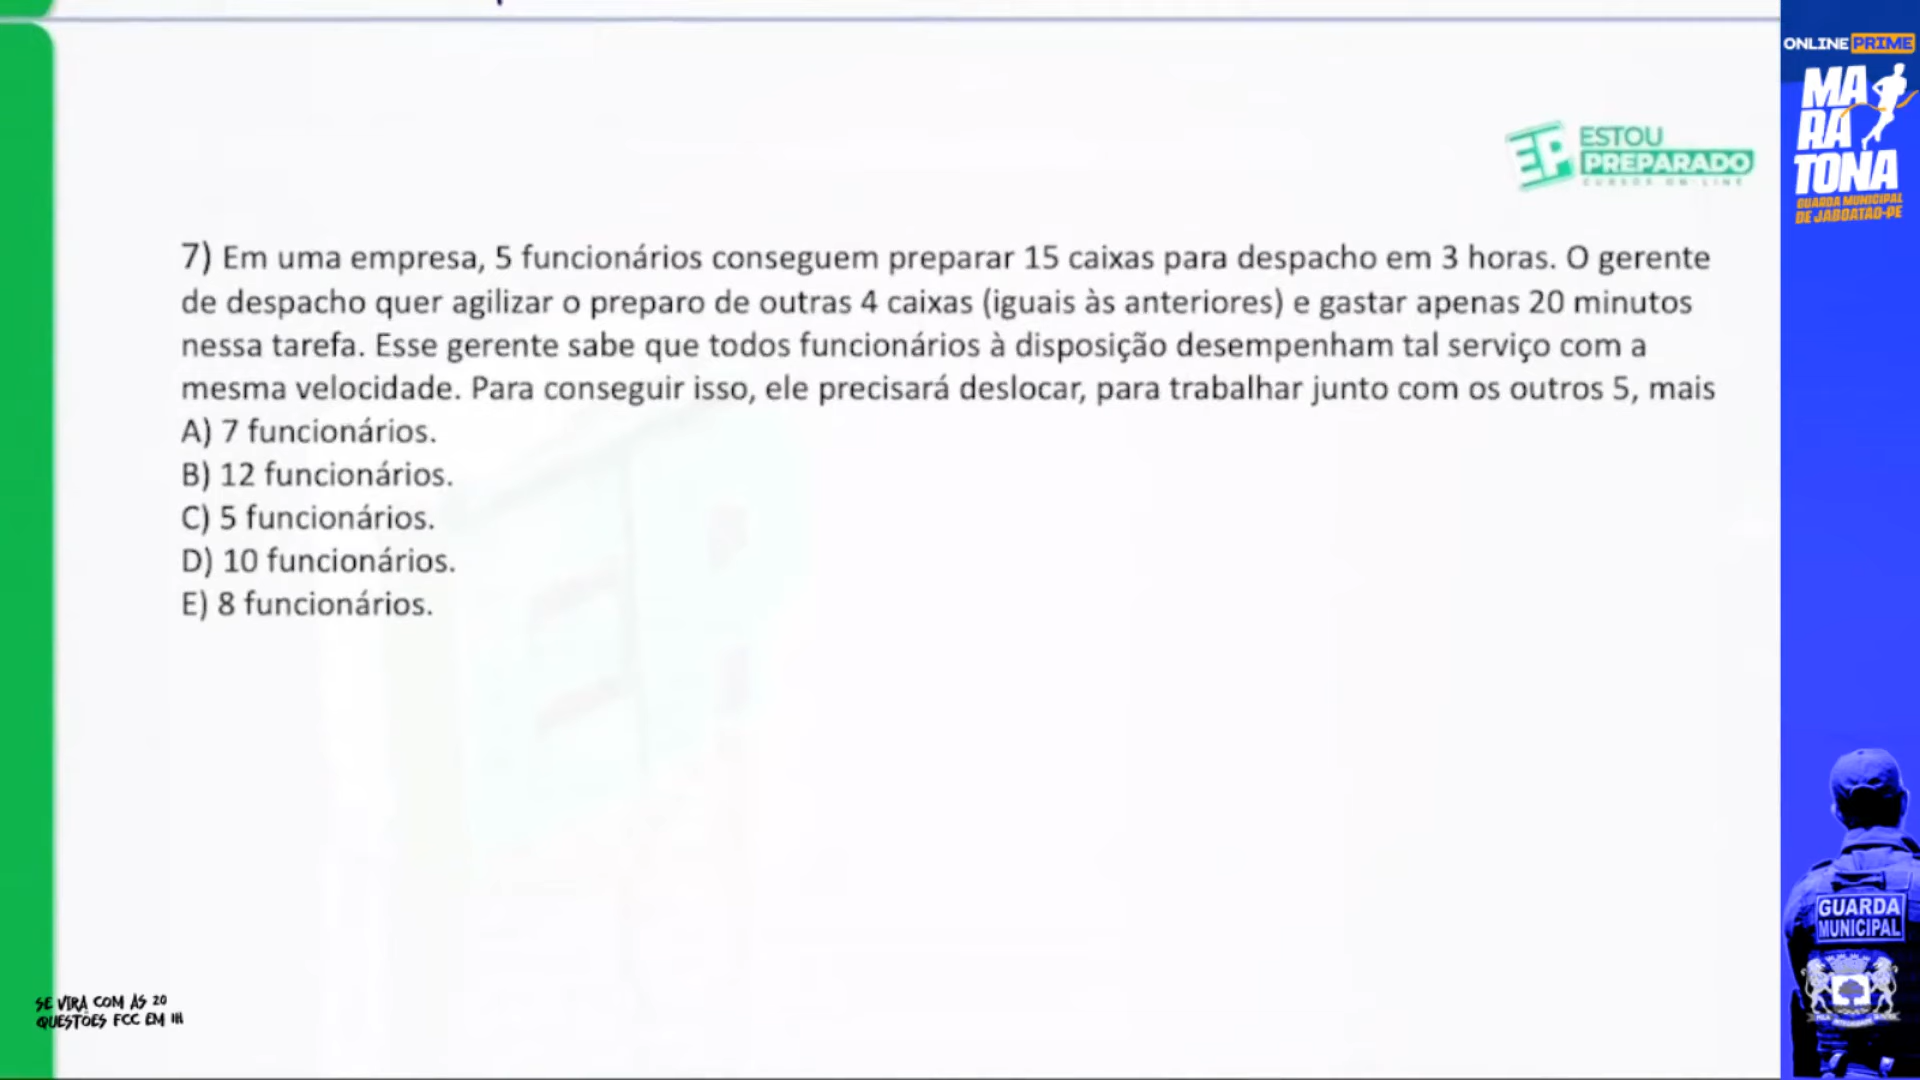 ONLINE PRIME
MA
RA
TONA
GUARDA MUNICIPAL
DE JABOATÃO-PE
EP ESTOU
PREPARADO
CURSOS ON-LINE
7) Em uma empresa, 5 funcionários conseguem preparar 15 caixas para despacho em 3 horas. O gerente
de despacho quer agilizar o preparo de outras 4 caixas (iguais às anteriores) e gastar apenas 20 minutos
nessa tarefa. Esse gerente sabe que todos funcionários à disposição desempenham tal serviço com a
mesma velocidade. Para conseguir isso, ele precisará deslocar, para trabalhar junto com os outros 5, mais
A) 7 funcionários.
B) 12 funcionários.
C) 5 funcionários.
D) 10 funcionários.
E) 8 funcionários.
GUARDA
MUNICIPAL
SE VIRA COM AS 20
QUESTÕES FCC EM